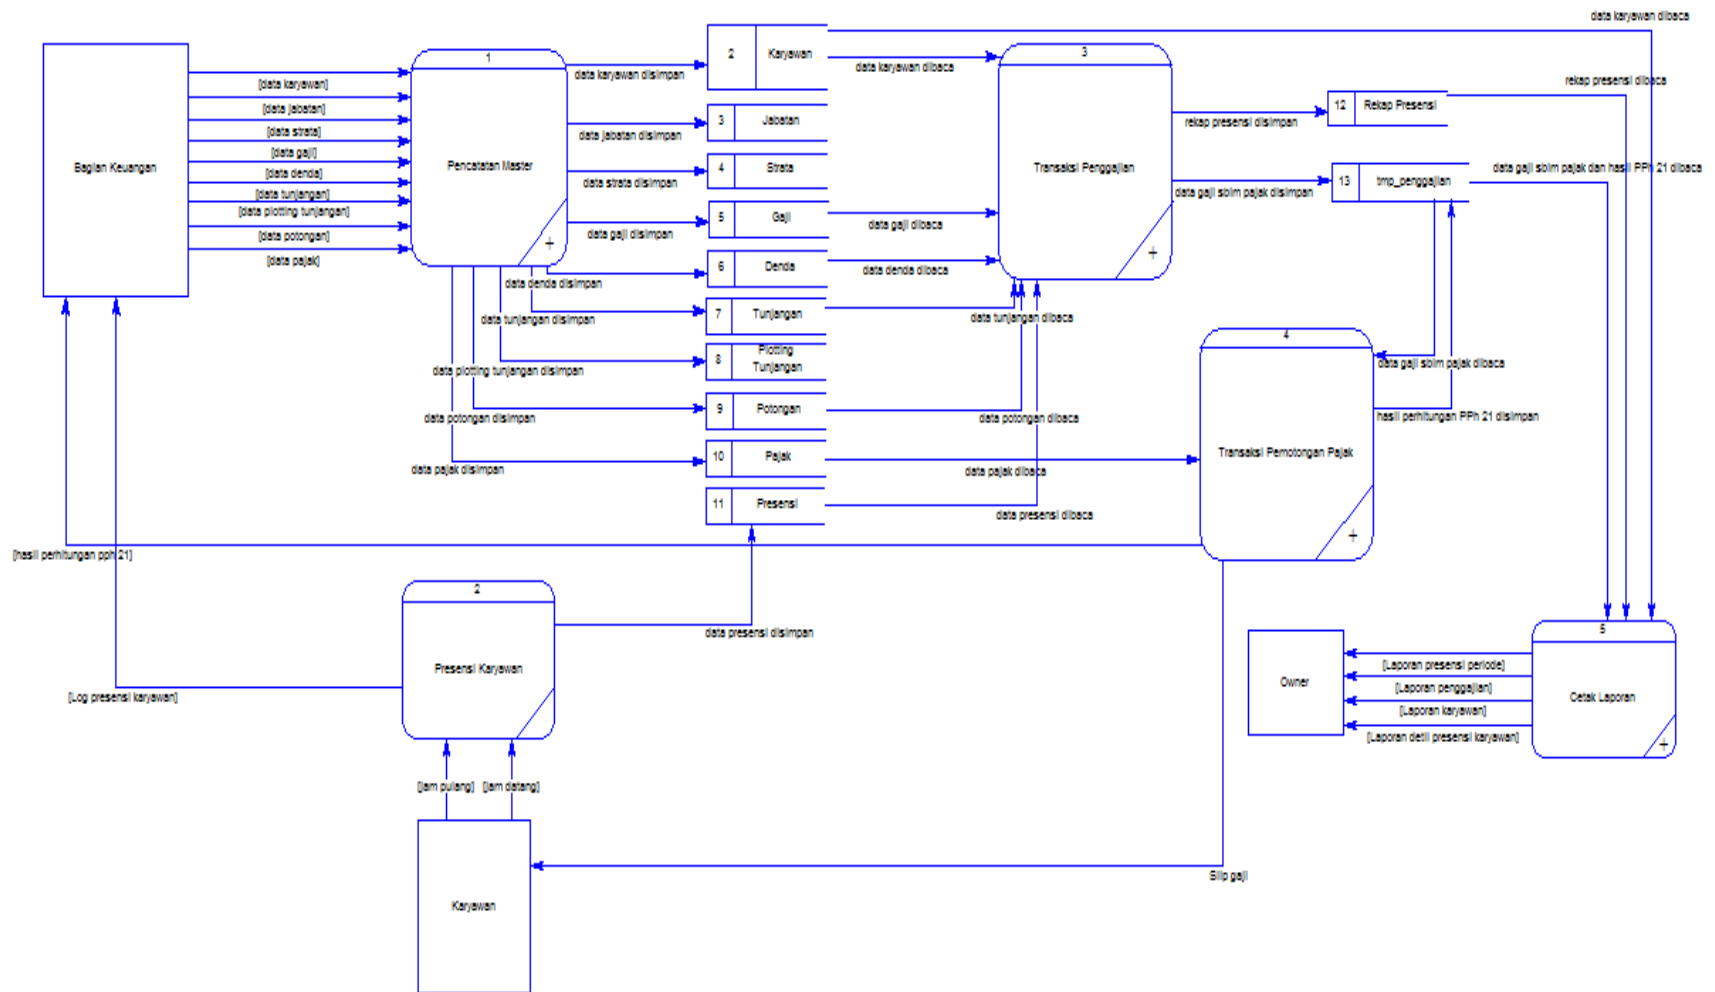 data karyawan dibaca
Bagian Keuangan
[data karyawan]
[data jabatan]
[data strata]
[data gaji]
[data denda]
[data tunjangan]
[data plotting tunjangan]
[data potongan]
[data pajak]
1
Pencatatan Master
+
data karyawan disimpan
data jabatan disimpan
data strata disimpan
data gaji disimpan
data denda disimpan
data tunjangan disimpan
data plotting tunjangan disimpan
data potongan disimpan
data pajak disimpan
2 Karyawan
3 Jabatan
4 Strata
5 Gaji
6 Denda
7 Tunjangan
8 Plotting
Tunjangan
9 Potongan
10 Pajak
11 Presensi
data karyawan dibaca
data gaji dibaca
data denda dibaca
data tunjangan dibaca
data potongan dibaca
data pajak dibaca
data presensi dibaca
3
Transaksi Penggajian
+
rekap presensi disimpan
data gaji sblm pajak disimpan
rekap presensi dibaca
12 Rekap Presensi
13 tmp_penggajian
data gaji sblm pajak dan hasil PPh 21 dibaca
4
Transaksi Pemotongan Pajak
+
data gaji sblm pajak dibaca
hasil perhitungan PPh 21 disimpan
[hasil perhitungan pph 21]
2
Presensi Karyawan
data presensi disimpan
[Log presensi karyawan]
[jam pulang]
[jam datang]
Karyawan
Slip gaji
Owner
[Laporan presensi periode]
[Laporan penggajian]
[Laporan karyawan]
[Laporan detil presensi karyawan]
5
Cetak Laporan
+